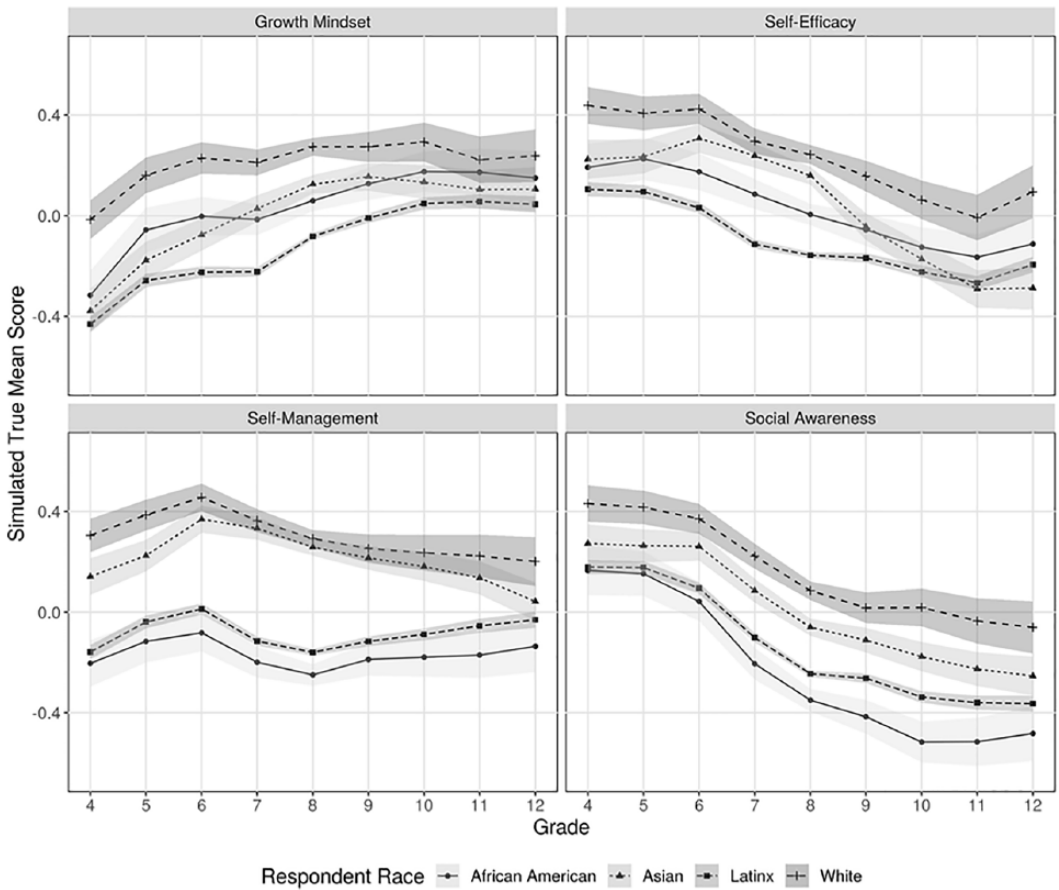 Growth Mindset
Self-Efficacy
0.4
0.0
-0.4
Self-Management
Social Awareness
0.4
0.0
-0.4
Simulated True Mean Score
4 5 6 7 8 9 10 11 12
4 5 6 7 8 9 10 11 12
Grade
Respondent Race African American Asian Latinx White